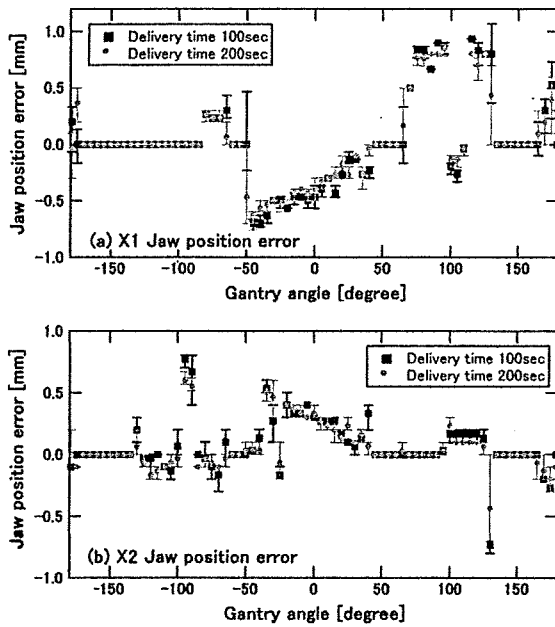 1.0
0.5
0.0
-0.5
-1.0
Jaw position error [mm]
Delivery time 100sec
Delivery time 200sec
(a) X1 Jaw position error
-150
-100
-50
0
50
100
150
Gantry angle [degree]
1.0
0.5
0.0
-0.5
-1.0
Jaw position error [mm]
Delivery time 100sec
Delivery time 200sec
(b) X2 Jaw position error
-150
-100
-50
0
50
100
150
Gantry angle [degree]